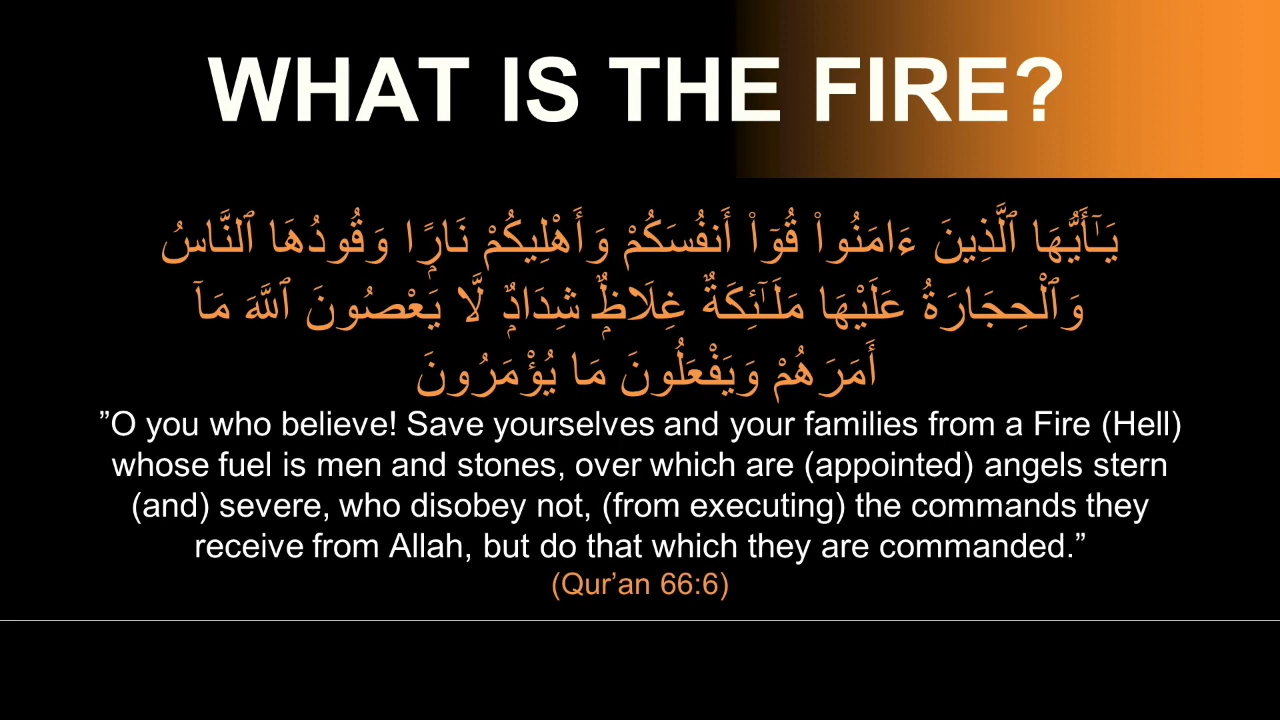 WHAT IS THE FIRE?
يَـٰٓأَيُّهَا ٱلَّذِينَ ءَامَنُوا۟ قُوٓا۟ أَنفُسَكُمْ وَأَهْلِيكُمْ نَارًۭا وَقُودُهَا ٱلنَّاسُ
وَٱلْحِجَارَةُ عَلَيْهَا مَلَـٰٓئِكَةٌ غِلَاظٌۭ شِدَادٌۭ لَّا يَعْصُونَ ٱللَّهَ مَآ
أَمَرَهُمْ وَيَفْعَلُونَ مَا يُؤْمَرُونَ
”O you who believe! Save yourselves and your families from a Fire (Hell)
whose fuel is men and stones, over which are (appointed) angels stern
(and) severe, who disobey not, (from executing) the commands they
receive from Allah, but do that which they are commanded.”
(Qur’an 66:6)